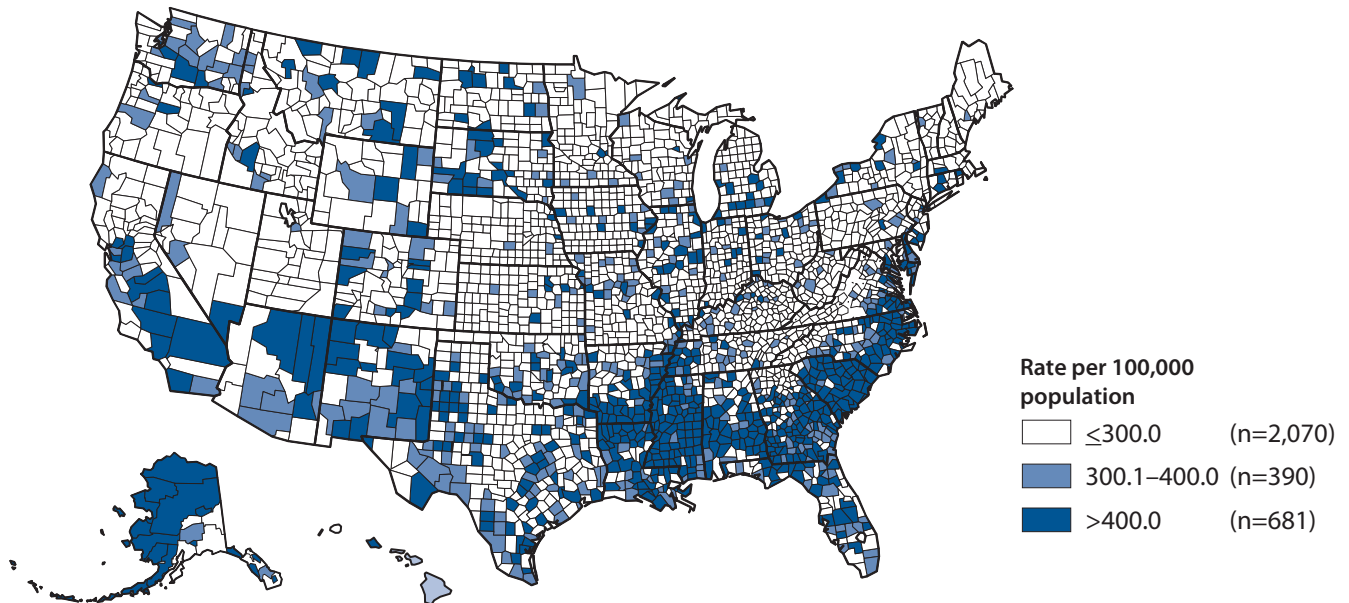 Rate per 100,000
population
≤300.0 (n=2,070)
300.1–400.0 (n=390)
>400.0 (n=681)